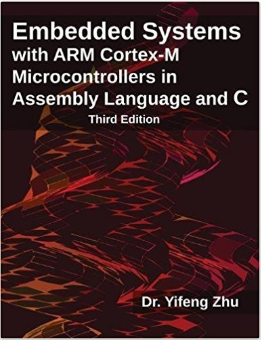 Embedded Systems
with ARM Cortex-M
Microcontrollers in
Assembly Language and C
Third Edition
Dr. Yifeng Zhu